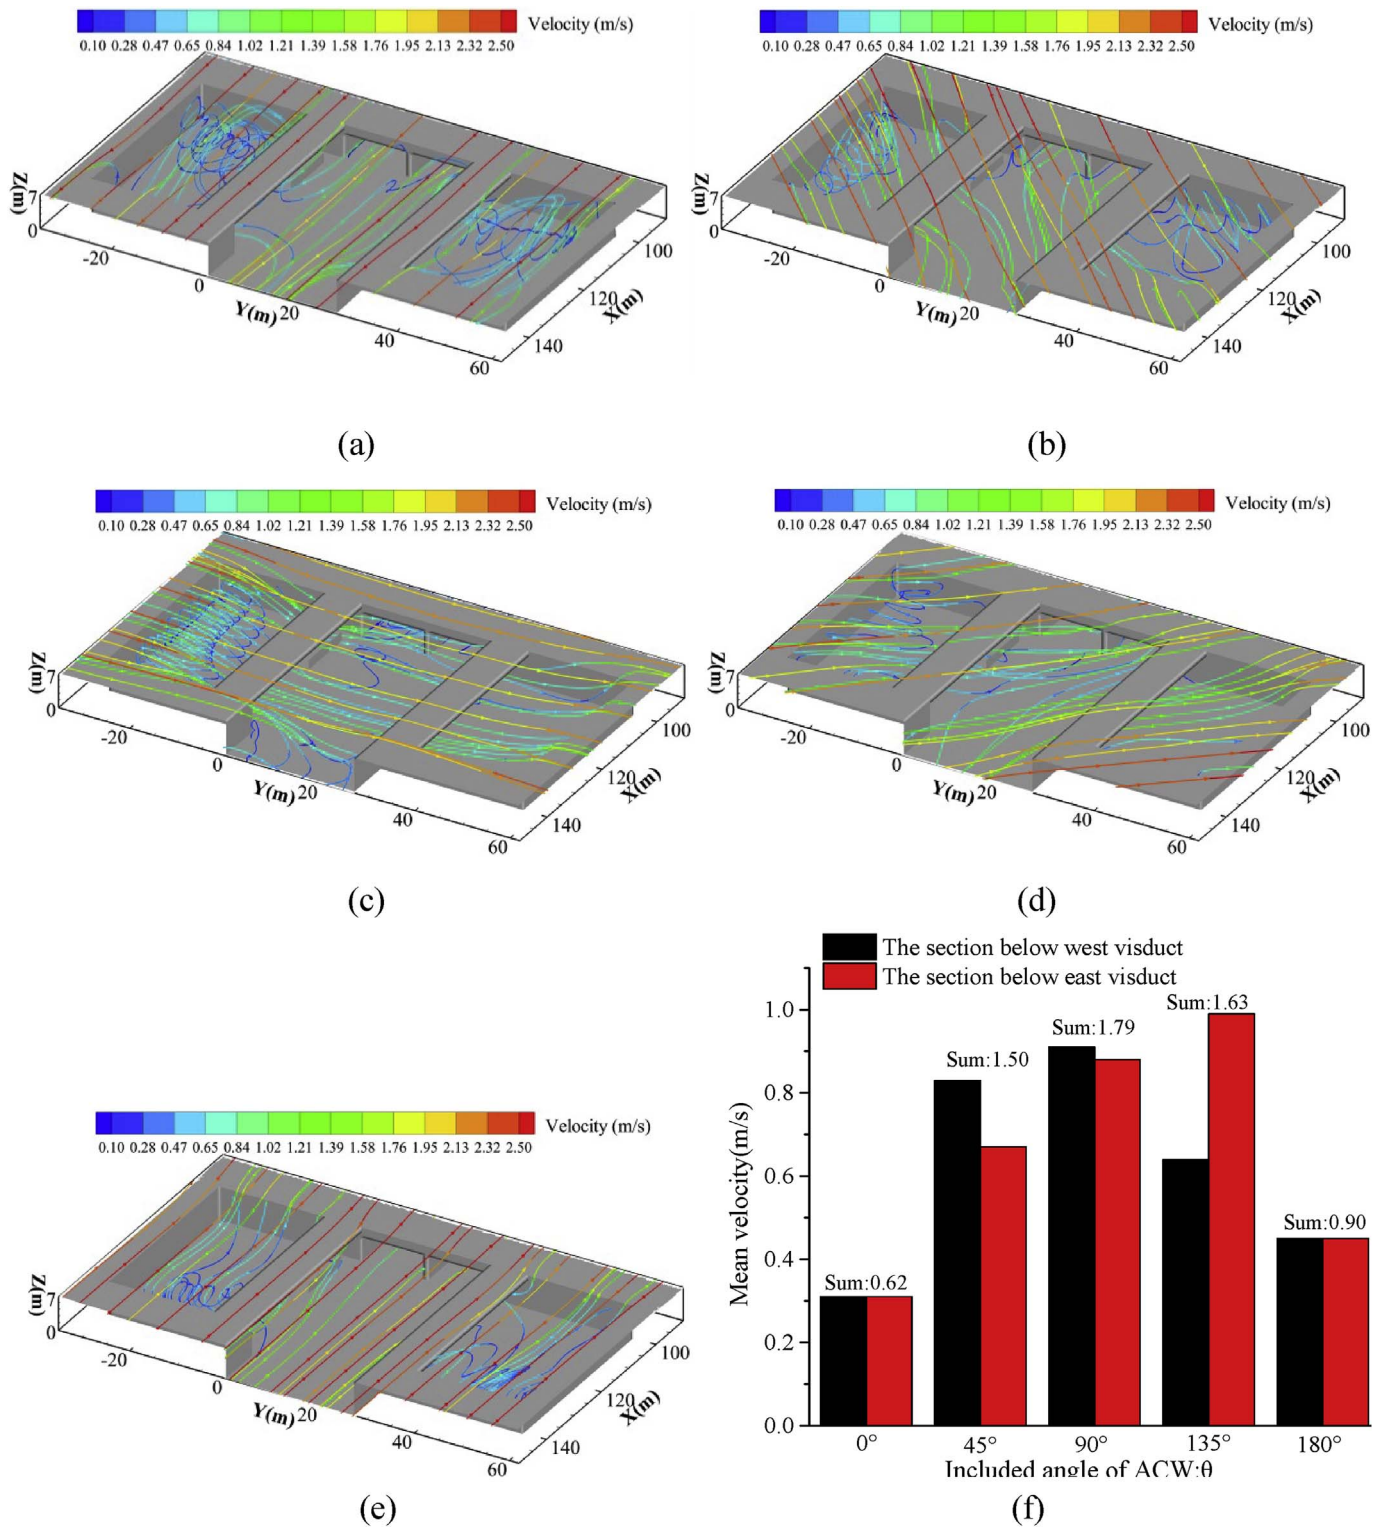 Velocity (m/s)
0.10 0.28 0.47 0.65 0.84 1.02 1.21 1.39 1.58 1.76 1.95 2.13 2.32 2.50
Z(m)
7
0
-20
0
Y(m) 20
40
60
100
120
X(m)
140
(a)
Velocity (m/s)
0.10 0.28 0.47 0.65 0.84 1.02 1.21 1.39 1.58 1.76 1.95 2.13 2.32 2.50
Z(m)
7
0
-20
0
Y(m) 20
40
60
100
120
X(m)
140
(b)
Velocity (m/s)
0.10 0.28 0.47 0.65 0.84 1.02 1.21 1.39 1.58 1.76 1.95 2.13 2.32 2.50
Z(m)
7
0
-20
0
Y(m) 20
40
60
100
120
X(m)
140
(c)
Velocity (m/s)
0.10 0.28 0.47 0.65 0.84 1.02 1.21 1.39 1.58 1.76 1.95 2.13 2.32 2.50
Z(m)
7
0
-20
0
Y(m) 20
40
60
100
120
X(m)
140
(d)
Velocity (m/s)
0.10 0.28 0.47 0.65 0.84 1.02 1.21 1.39 1.58 1.76 1.95 2.13 2.32 2.50
Z(m)
7
0
-20
0
Y(m) 20
40
60
100
120
X(m)
140
(e)
The section below west visduct
The section below east visduct
Mean velocity(m/s)
1.0
0.8
0.6
0.4
0.2
0.0
Sum:0.62
Sum:1.50
Sum:1.79
Sum:1.63
Sum:0.90
0° 45° 90° 135° 180°
Included angle of ACW:θ
(f)